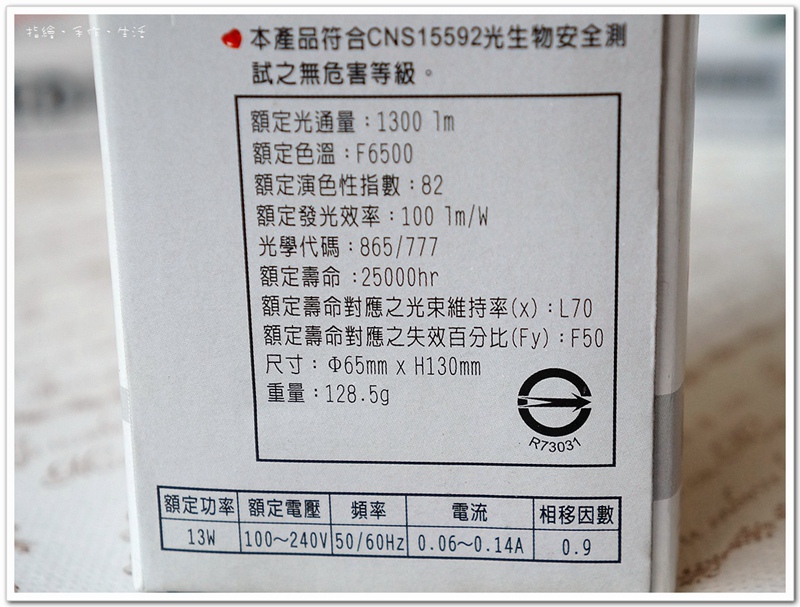 指繪·手作·生活
本產品符合CNS15592光生物安全測
試之無危害等級。
額定光通量:1300 lm
額定色溫:F6500
額定演色性指數:82
額定發光效率:100 lm/W
光學代碼:865/777
額定壽命:25000hr
額定壽命對應之光束維持率(x):L70
額定壽命對應之失效百分比(Fy):F50
尺寸:Φ65mm x H130mm
重量:128.5g
R73031
額定功率 額定電壓 頻率 電流 相移因數
13W 100~240V 50/60Hz 0.06~0.14A 0.9